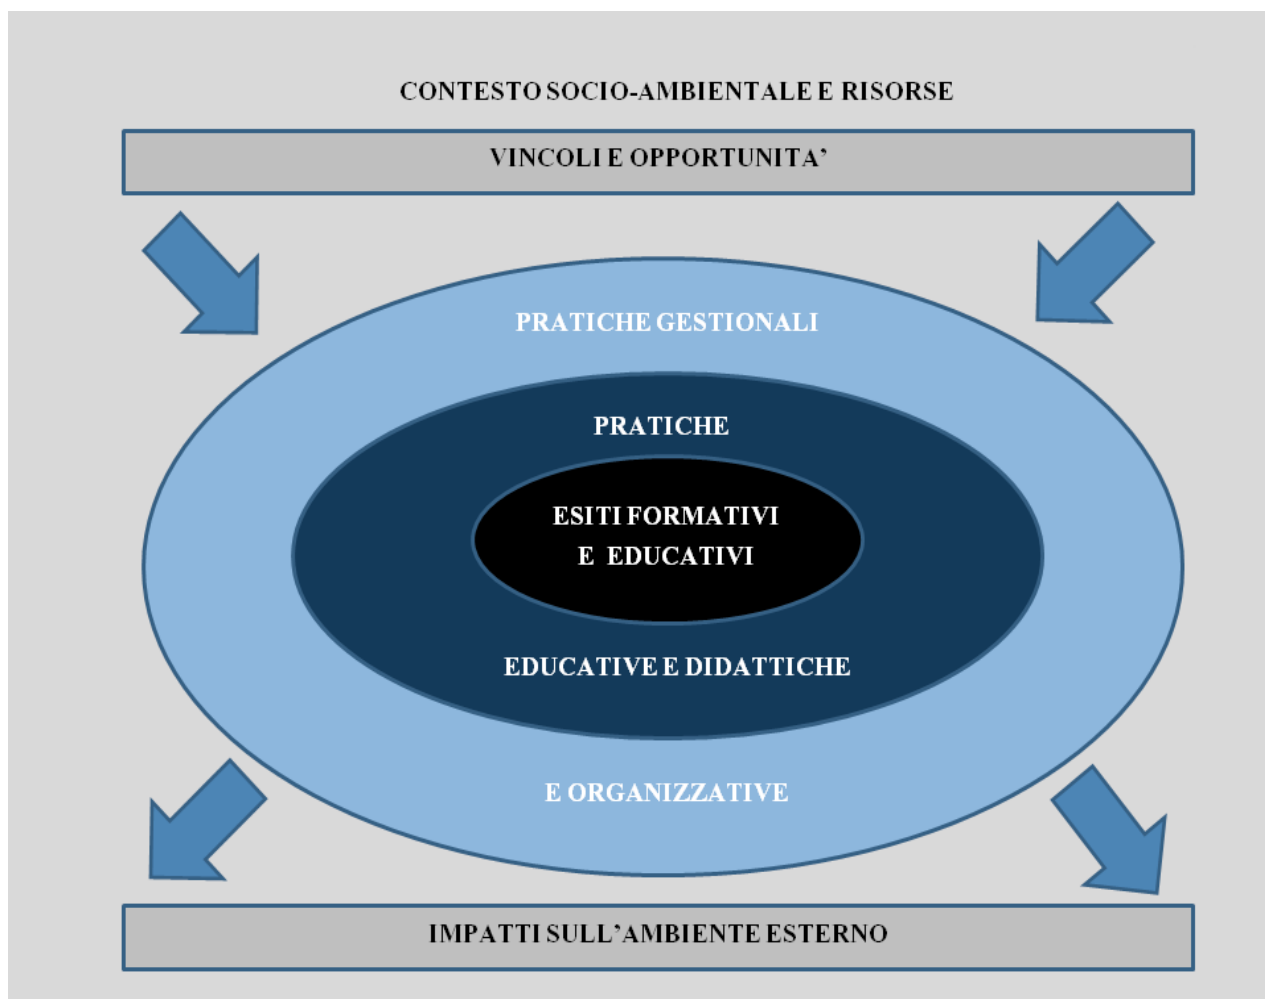 CONTESTO SOCIO-AMBIENTALE E RISORSE
VINCOLI E OPPORTUNITA’
PRATICHE GESTIONALI
PRATICHE
ESITI FORMATIVI
E EDUCATIVI
EDUCATIVE E DIDATTICHE
E ORGANIZZATIVE
IMPATTI SULL’AMBIENTE ESTERNO